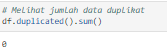 # Melihat jumlah data duplikat
df.duplicated().sum()
0